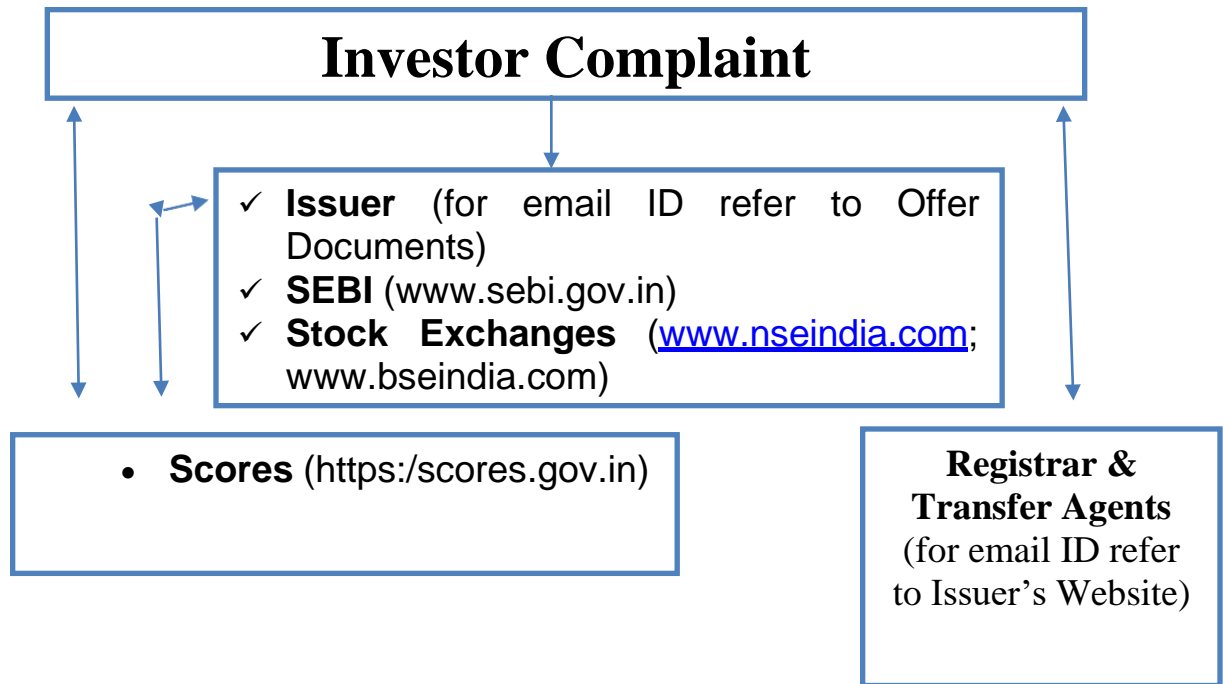 Investor Complaint
✓ Issuer (for email ID refer to Offer
Documents)
✓ SEBI (www.sebi.gov.in)
✓ Stock Exchanges (www.nseindia.com;
www.bseindia.com)
• Scores (https:/scores.gov.in)
Registrar &
Transfer Agents
(for email ID refer
to Issuer’s Website)